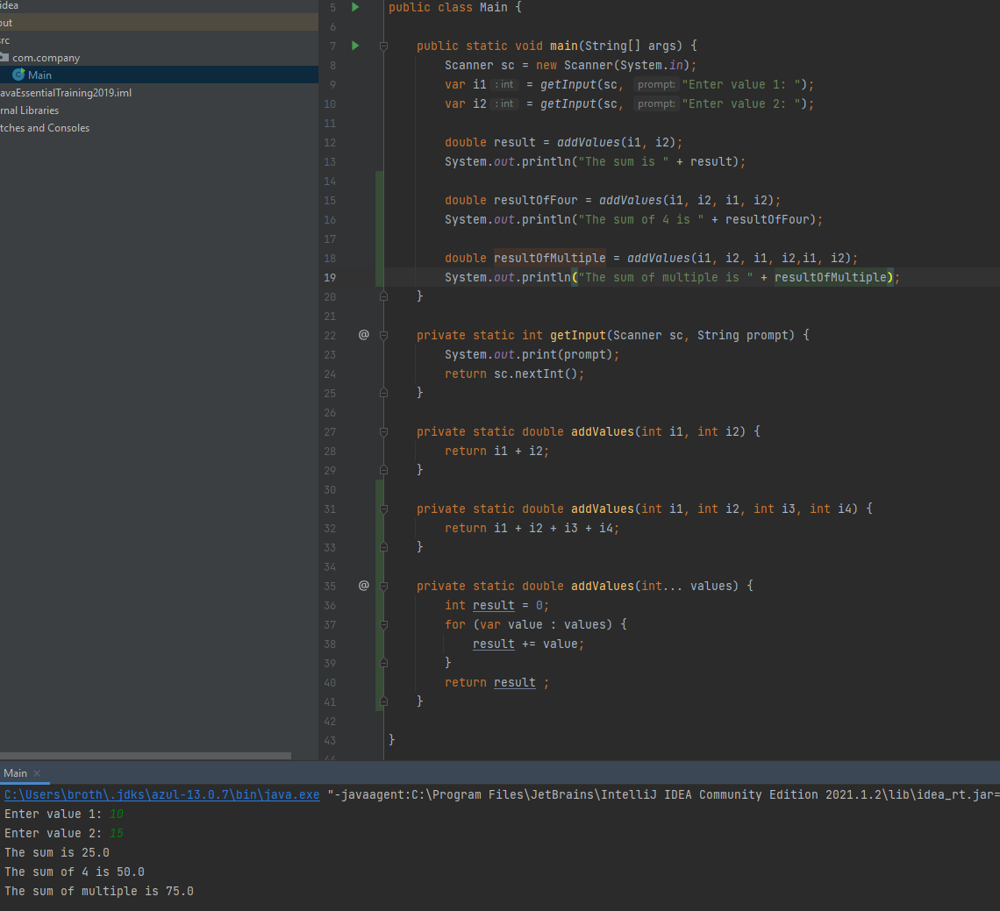 idea
out
src
com.company
Main
avaEssentialTraining2019.iml
rnal Libraries
tches and Consoles
5 public class Main {
6
7 public static void main(String[] args) {
8 Scanner sc = new Scanner(System.in);
9 var i1 : int = getInput(sc, prompt: "Enter value 1: ");
10 var i2 : int = getInput(sc, prompt: "Enter value 2: ");
11
12 double result = addValues(i1, i2);
13 System.out.println("The sum is " + result);
14
15 double resultOfFour = addValues(i1, i2, i1, i2);
16 System.out.println("The sum of 4 is " + resultOfFour);
17
18 double resultOfMultiple = addValues(i1, i2, i1, i2,i1, i2);
19 System.out.println("The sum of multiple is " + resultOfMultiple);
20 }
21
22 @ private static int getInput(Scanner sc, String prompt) {
23 System.out.print(prompt);
24 return sc.nextInt();
25 }
26
27 private static double addValues(int i1, int i2) {
28 return i1 + i2;
29 }
30
31 private static double addValues(int i1, int i2, int i3, int i4) {
32 return i1 + i2 + i3 + i4;
33 }
34
35 @ private static double addValues(int... values) {
36 int result = 0;
37 for (var value : values) {
38 result += value;
39 }
40 return result ;
41 }
42
43 }
44
Main ×
C:\Users\broth\.jdks\azul-13.0.7\bin\java.exe "-javaagent:C:\Program Files\JetBrains\IntelliJ IDEA Community Edition 2021.1.2\lib\idea_rt.jar=
Enter value 1: 10
Enter value 2: 15
The sum is 25.0
The sum of 4 is 50.0
The sum of multiple is 75.0